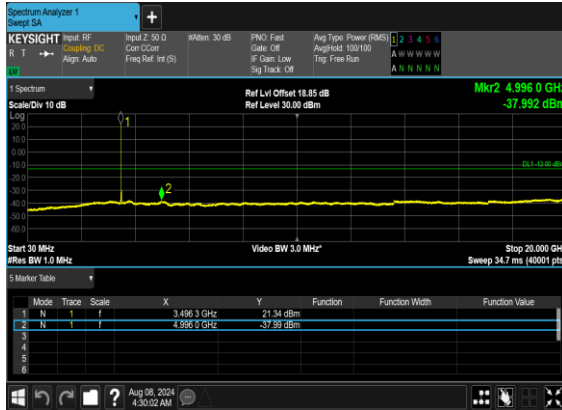 Spectrum Analyzer 1
Swept SA
+
KEYSIGHT Input: RF Input Z: 50 Ω #Atten: 30 dB PNO: Fast Avg Type: Power (RMS) 1 2 3 4 5 6
R T Coupling: DC Corr CCorr Gate: Off Avg|Hold: 100/100 A W W W W W
Align: Auto Freq Ref: Int (S) IF Gain: Low Trig: Free Run
Sig Track: Off A N N N N N
1 Spectrum
Scale/Div 10 dB
Ref Lvl Offset 18.85 dB
Ref Level 30.00 dBm
Mkr2 4.996 0 GHz
-37.992 dBm
Log
20.0
10.0
0.00
-10.0
-20.0
-30.0
-40.0
-50.0
-60.0
1
2
DL1 -13.00 dBm
Start 30 MHz Video BW 3.0 MHz* Stop 20.000 GH
#Res BW 1.0 MHz Sweep 34.7 ms (40001 pts
5 Marker Table
Mode Trace Scale X Y Function Function Width Function Value
1 N 1 f 3.496 3 GHz 21.34 dBm
2 N 1 f 4.996 0 GHz -37.99 dBm
3
4
5
6
?
Aug 08, 2024
4:30:02 AM